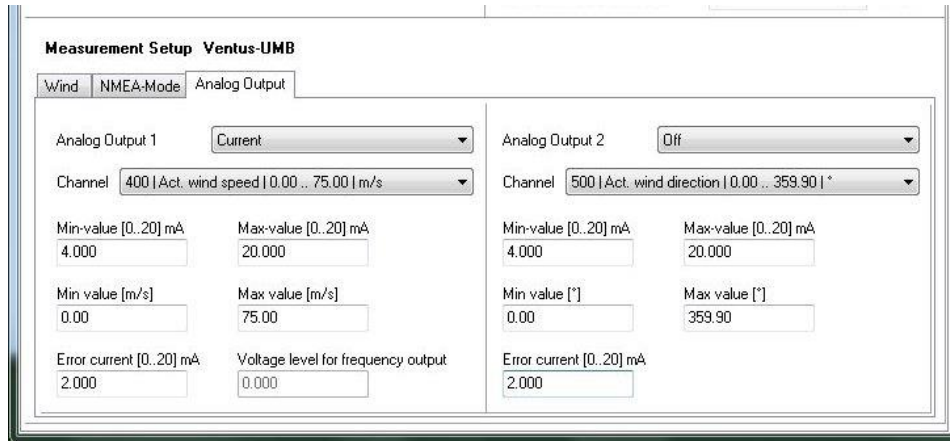 Measurement Setup Ventus-UMB
Wind NMEA-Mode Analog Output
Analog Output 1 Current
Channel 400 | Act. wind speed | 0.00 .. 75.00 | m/s
Min-value [0..20] mA Max-value [0..20] mA
4.000 20.000
Min value [m/s] Max value [m/s]
0.00 75.00
Error current [0..20] mA Voltage level for frequency output
2.000 0.000
Analog Output 2 Off
Channel 500 | Act. wind direction | 0.00 .. 359.90 | °
Min-value [0..20] mA Max-value [0..20] mA
4.000 20.000
Min value [°] Max value [°]
0.00 359.90
Error current [0..20] mA
2.000